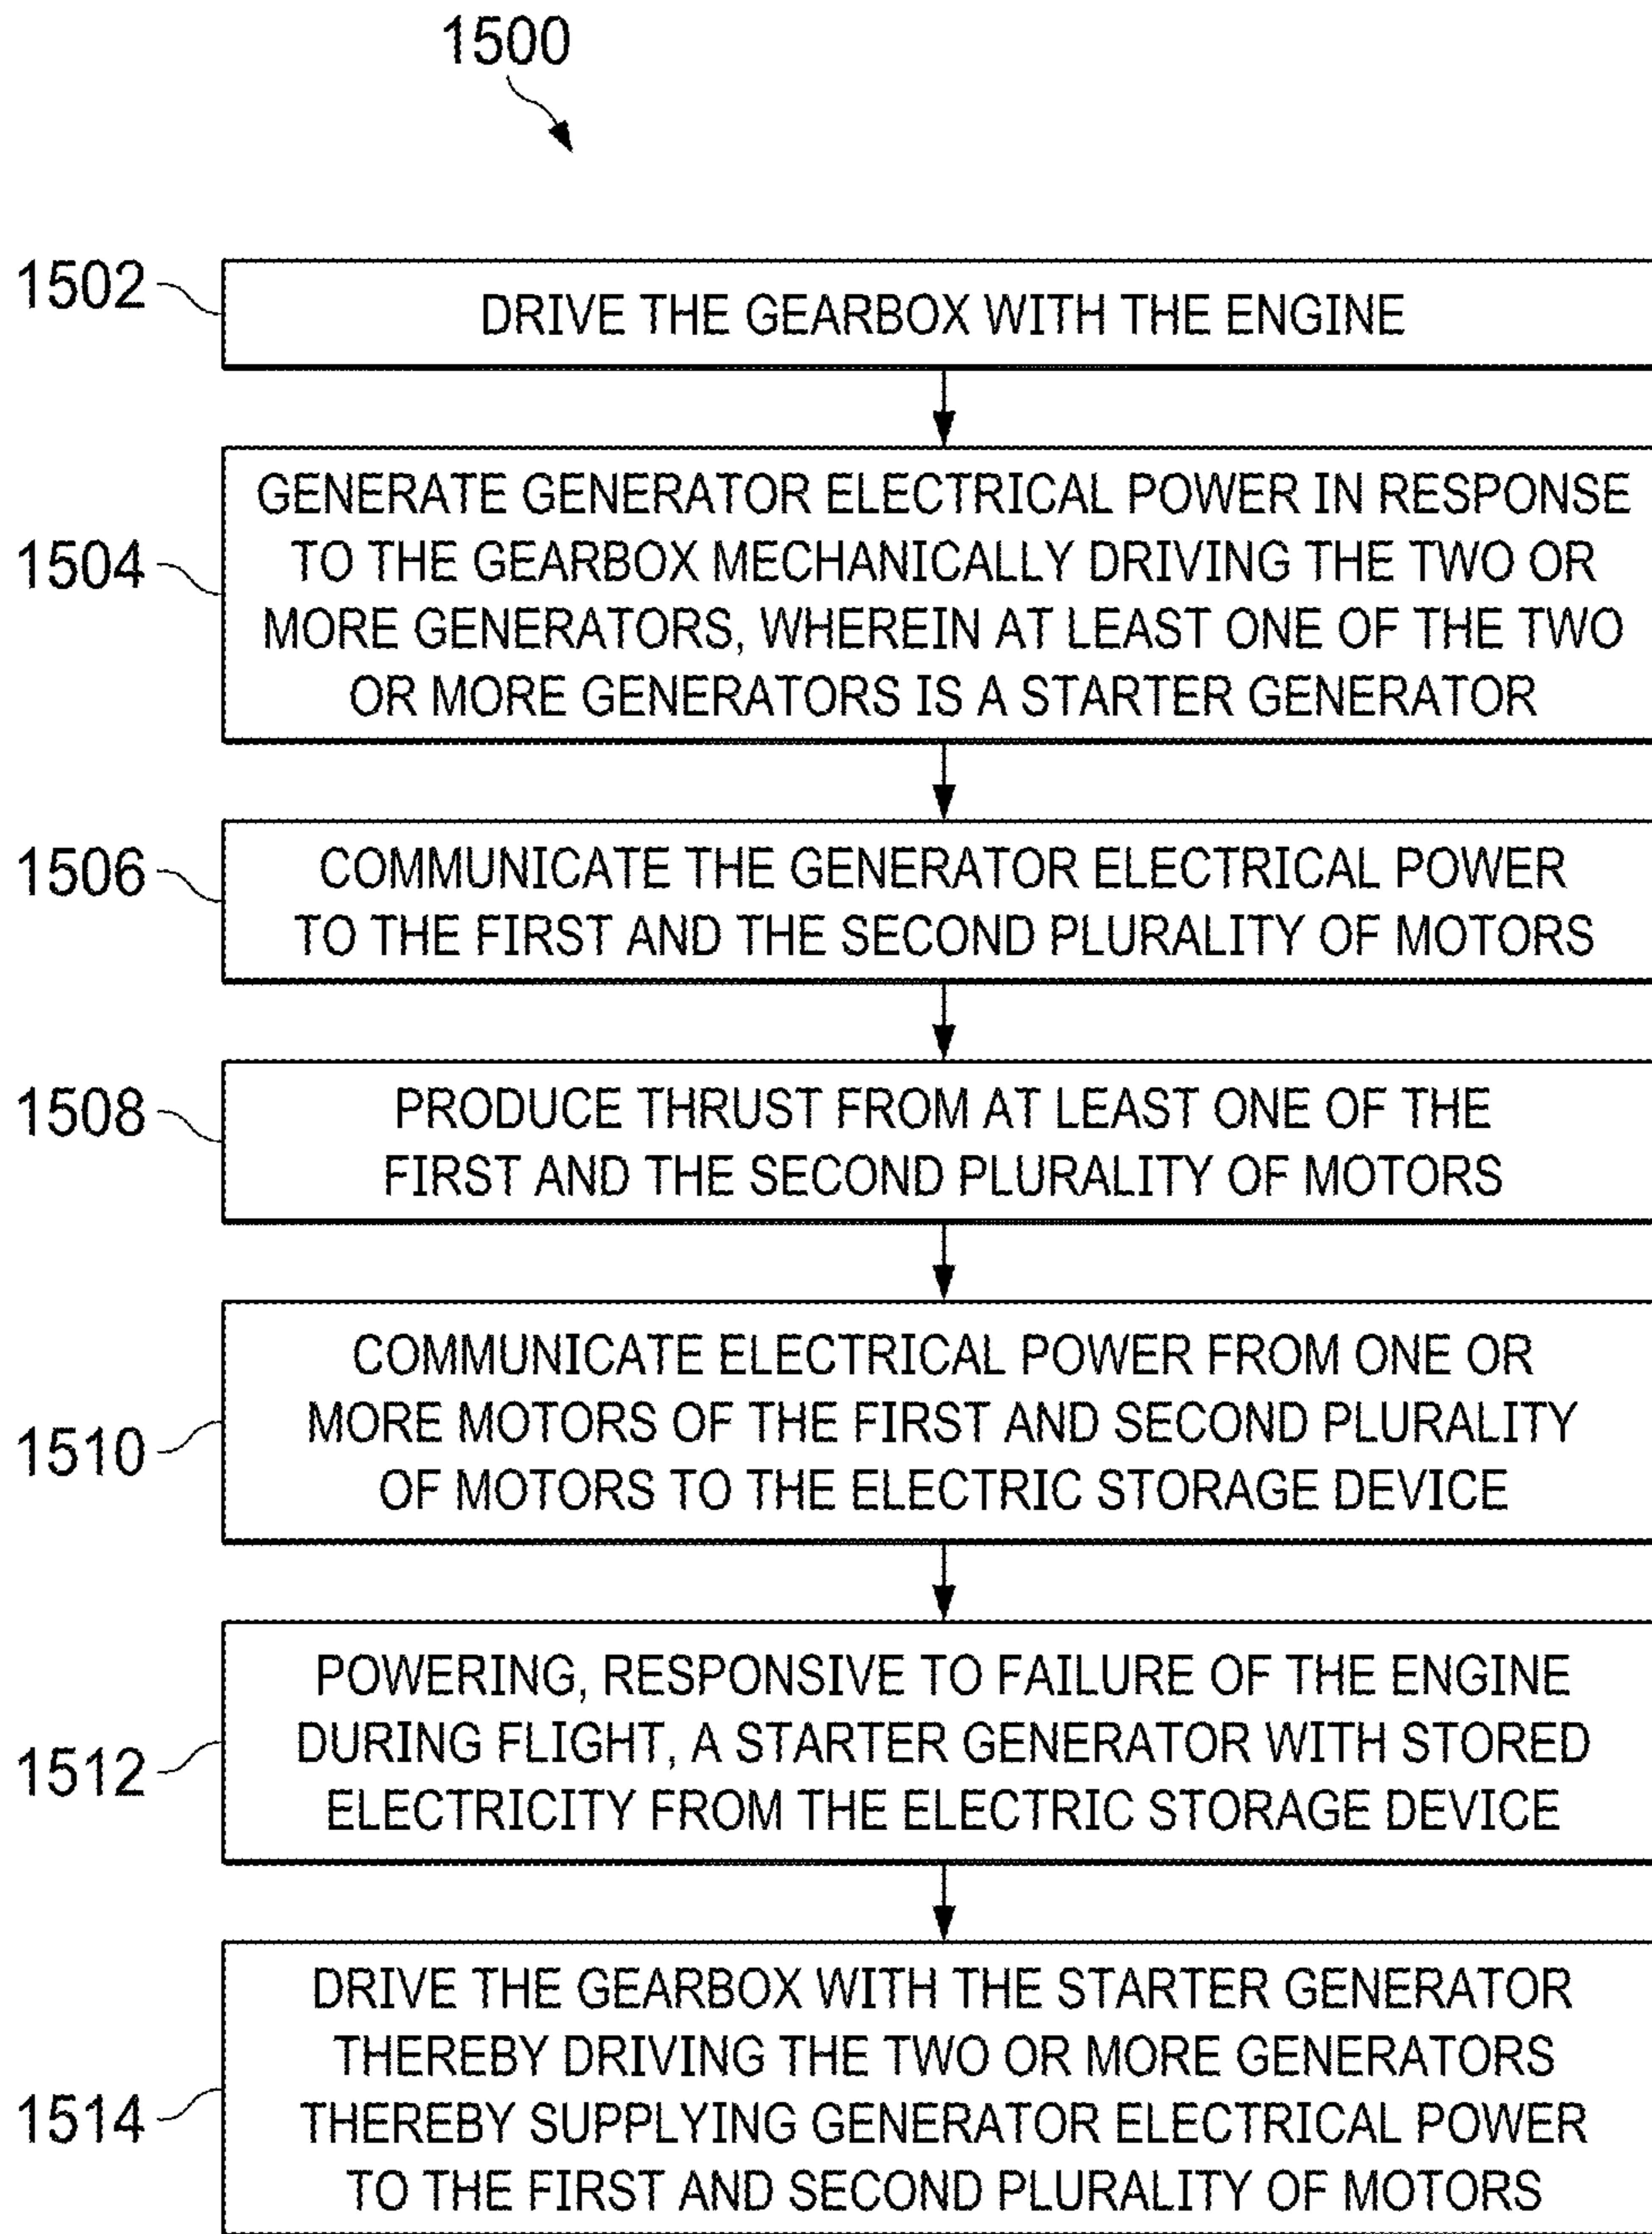 1500
1502
DRIVE THE GEARBOX WITH THE ENGINE
1504
GENERATE GENERATOR ELECTRICAL POWER IN RESPONSE
TO THE GEARBOX MECHANICALLY DRIVING THE TWO OR
MORE GENERATORS, WHEREIN AT LEAST ONE OF THE TWO
OR MORE GENERATORS IS A STARTER GENERATOR
1506
COMMUNICATE THE GENERATOR ELECTRICAL POWER
TO THE FIRST AND THE SECOND PLURALITY OF MOTORS
1508
PRODUCE THRUST FROM AT LEAST ONE OF THE
FIRST AND THE SECOND PLURALITY OF MOTORS
1510
COMMUNICATE ELECTRICAL POWER FROM ONE OR
MORE MOTORS OF THE FIRST AND SECOND PLURALITY
OF MOTORS TO THE ELECTRIC STORAGE DEVICE
1512
POWERING, RESPONSIVE TO FAILURE OF THE ENGINE
DURING FLIGHT, A STARTER GENERATOR WITH STORED
ELECTRICITY FROM THE ELECTRIC STORAGE DEVICE
1514
DRIVE THE GEARBOX WITH THE STARTER GENERATOR
THEREBY DRIVING THE TWO OR MORE GENERATORS
THEREBY SUPPLYING GENERATOR ELECTRICAL POWER
TO THE FIRST AND SECOND PLURALITY OF MOTORS